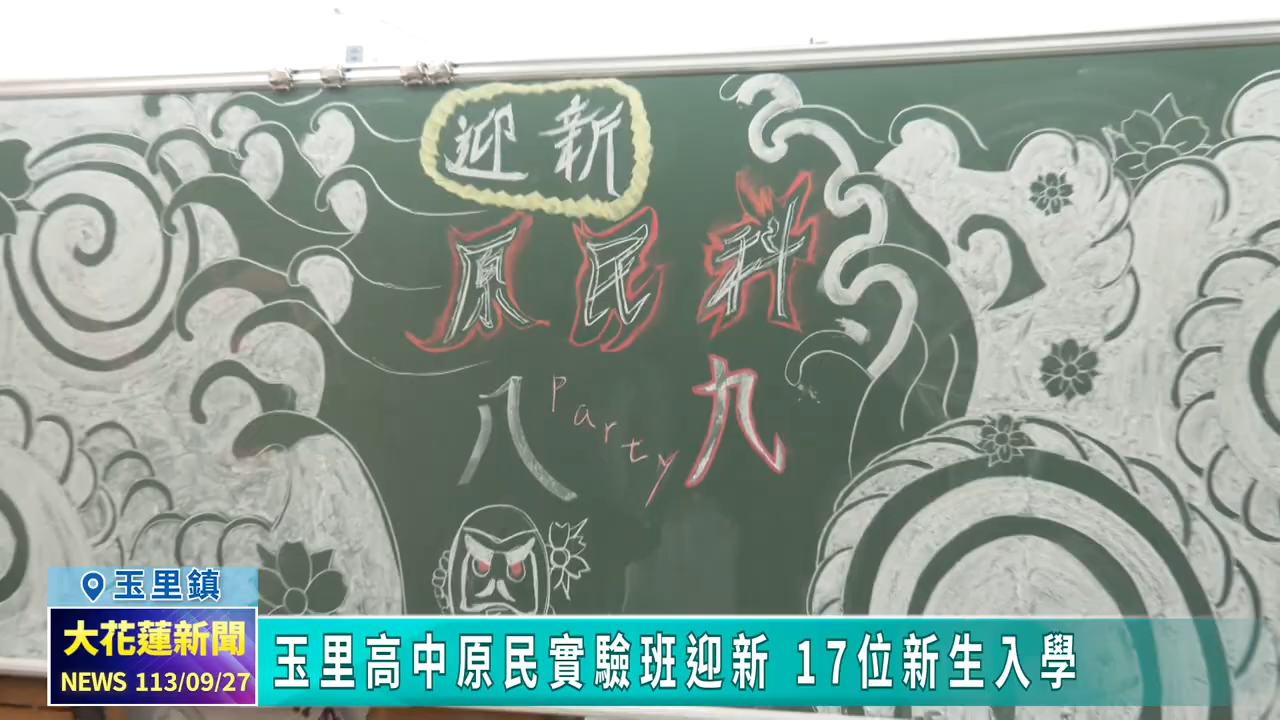 迎新
原民科
八 Party 九
玉里鎮
大花蓮新聞
NEWS 113/09/27
玉里高中原民實驗班迎新 17位新生入學